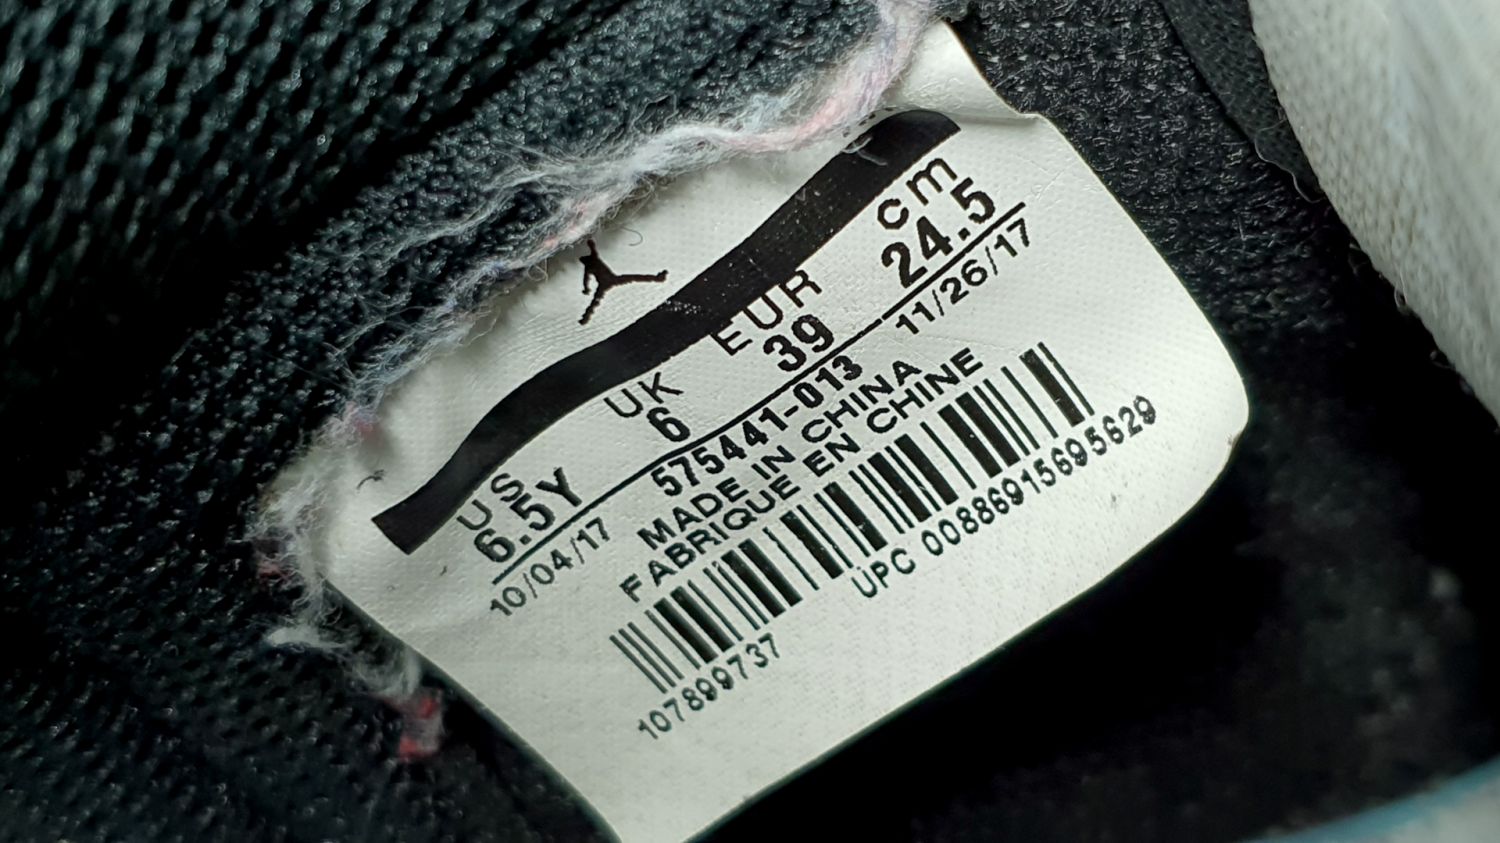 US UK EUR cm
6.5Y 6 39 24.5
10/04/17 575441-013 11/26/17
MADE IN CHINA
FABRIQUE EN CHINE
UPC 00886915695629
107899737